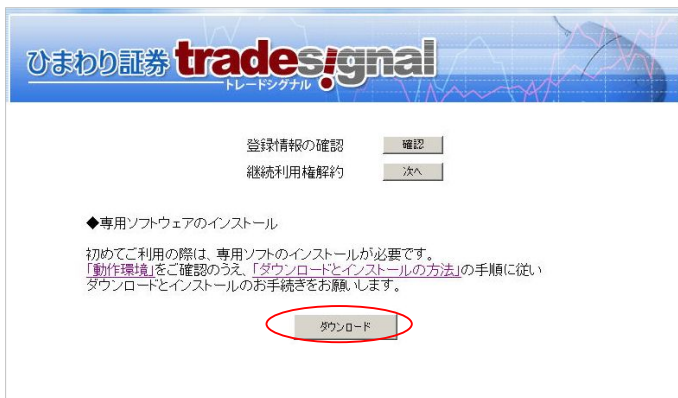 ひまわり証券 tradesignal
トレードシグナル
登録情報の確認 確認
継続利用権解約 次へ
◆専用ソフトウェアのインストール
初めてご利用の際は、専用ソフトのインストールが必要です。
「動作環境」をご確認のうえ、「ダウンロードとインストールの方法」の手順に従い
ダウンロードとインストールのお手続きをお願いします。
ダウンロード